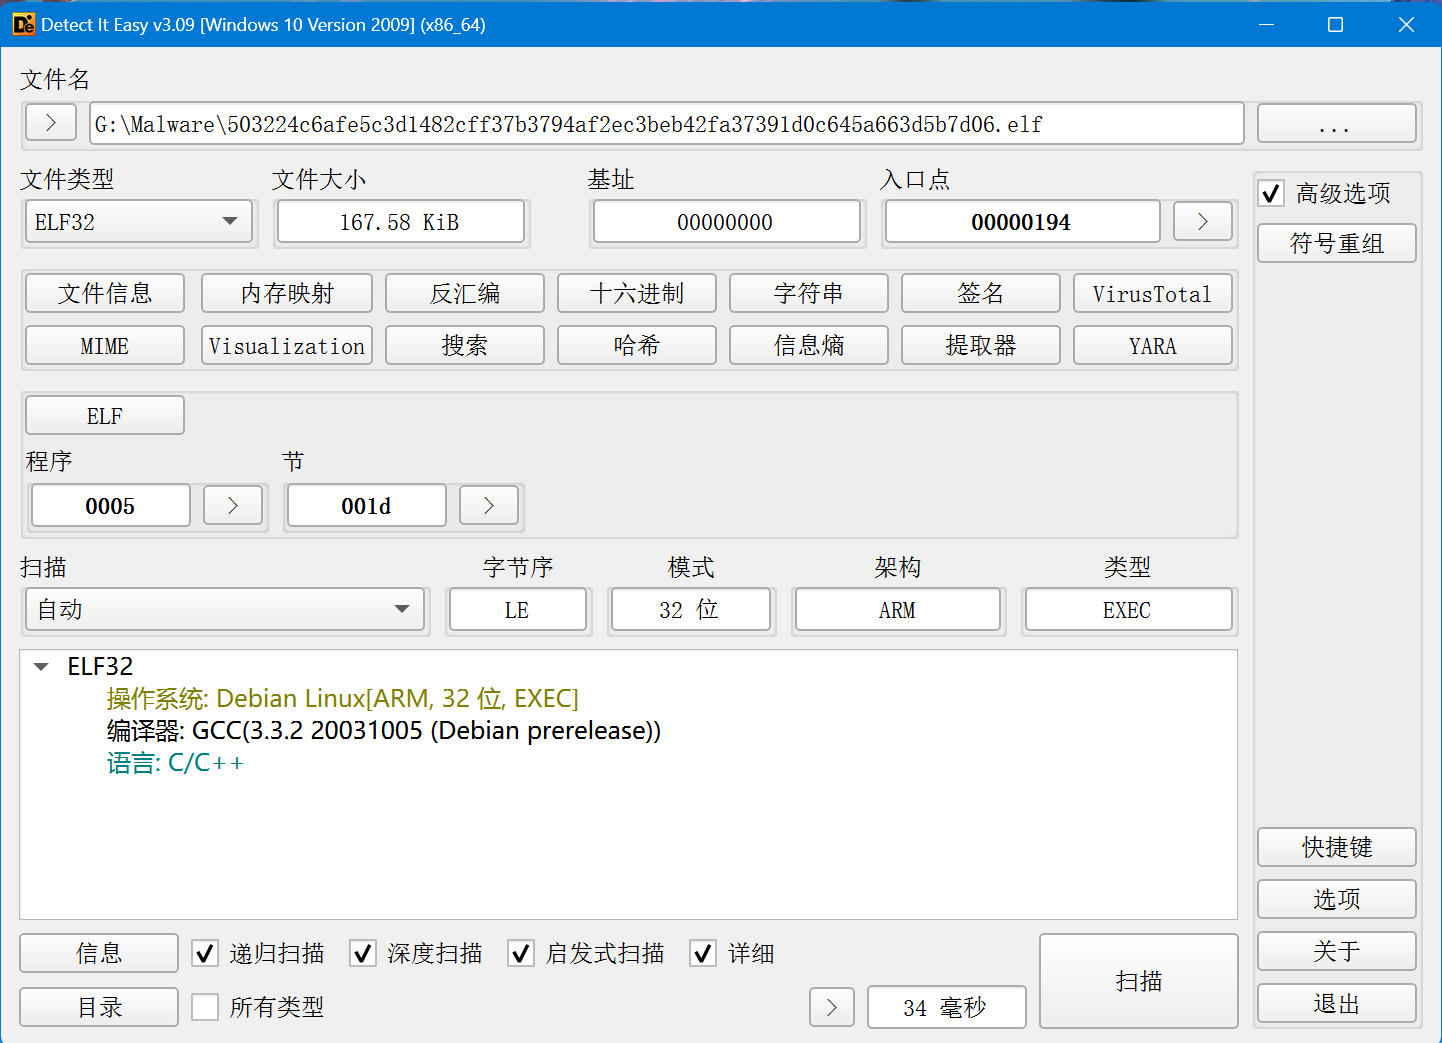 Detect It Easy v3.09 [Windows 10 Version 2009] (x86_64)
文件名
G:\Malware\503224c6afe5c3d1482cff37b3794af2ec3beb42fa37391d0c645a663d5b7d06.elf
...
文件类型 文件大小 基址 入口点
ELF32 167.58 KiB 00000000 00000194
高级选项
符号重组
文件信息 内存映射 反汇编 十六进制 字符串 签名 VirusTotal
MIME Visualization 搜索 哈希 信息熵 提取器 YARA
ELF
程序 节
0005 001d
扫描 字节序 模式 架构 类型
自动 LE 32 位 ARM EXEC
ELF32
操作系统: Debian Linux[ARM, 32 位, EXEC]
编译器: GCC(3.3.2 20031005 (Debian prerelease))
语言: C/C++
快捷键
选项
关于
退出
信息 递归扫描 深度扫描 启发式扫描 详细
目录 所有类型 34 毫秒 扫描